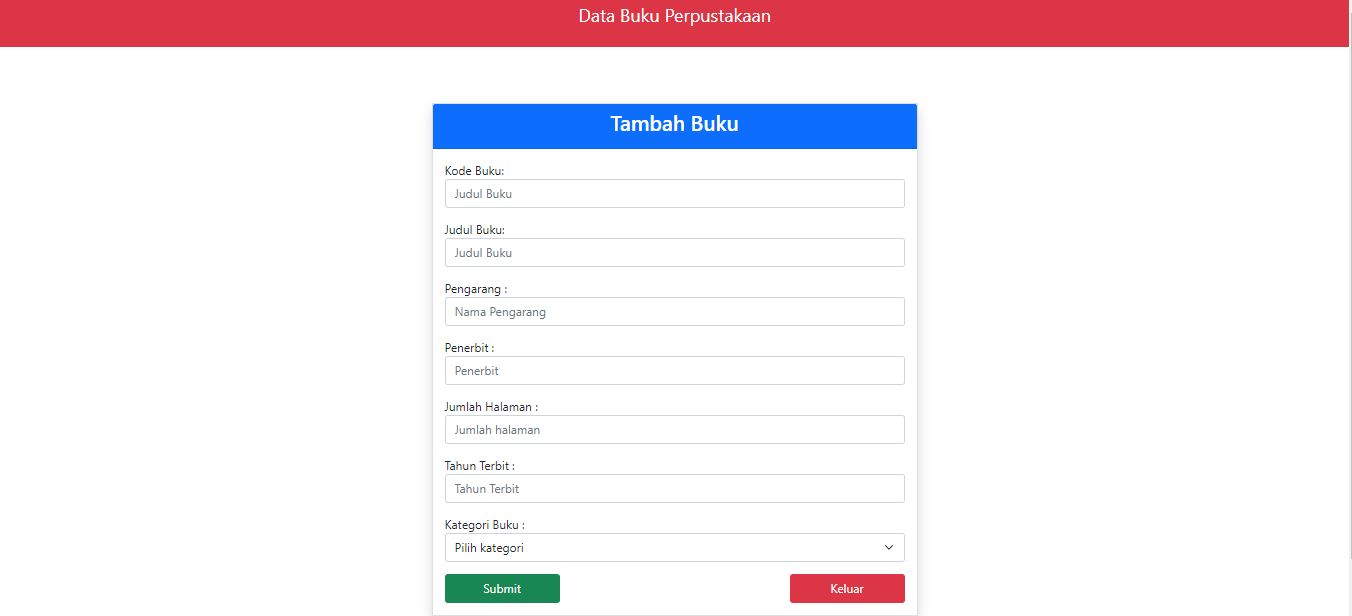 Data Buku Perpustakaan
Tambah Buku
Kode Buku:
Judul Buku
Judul Buku:
Judul Buku
Pengarang :
Nama Pengarang
Penerbit :
Penerbit
Jumlah Halaman :
Jumlah halaman
Tahun Terbit :
Tahun Terbit
Kategori Buku :
Pilih kategori
Submit Keluar